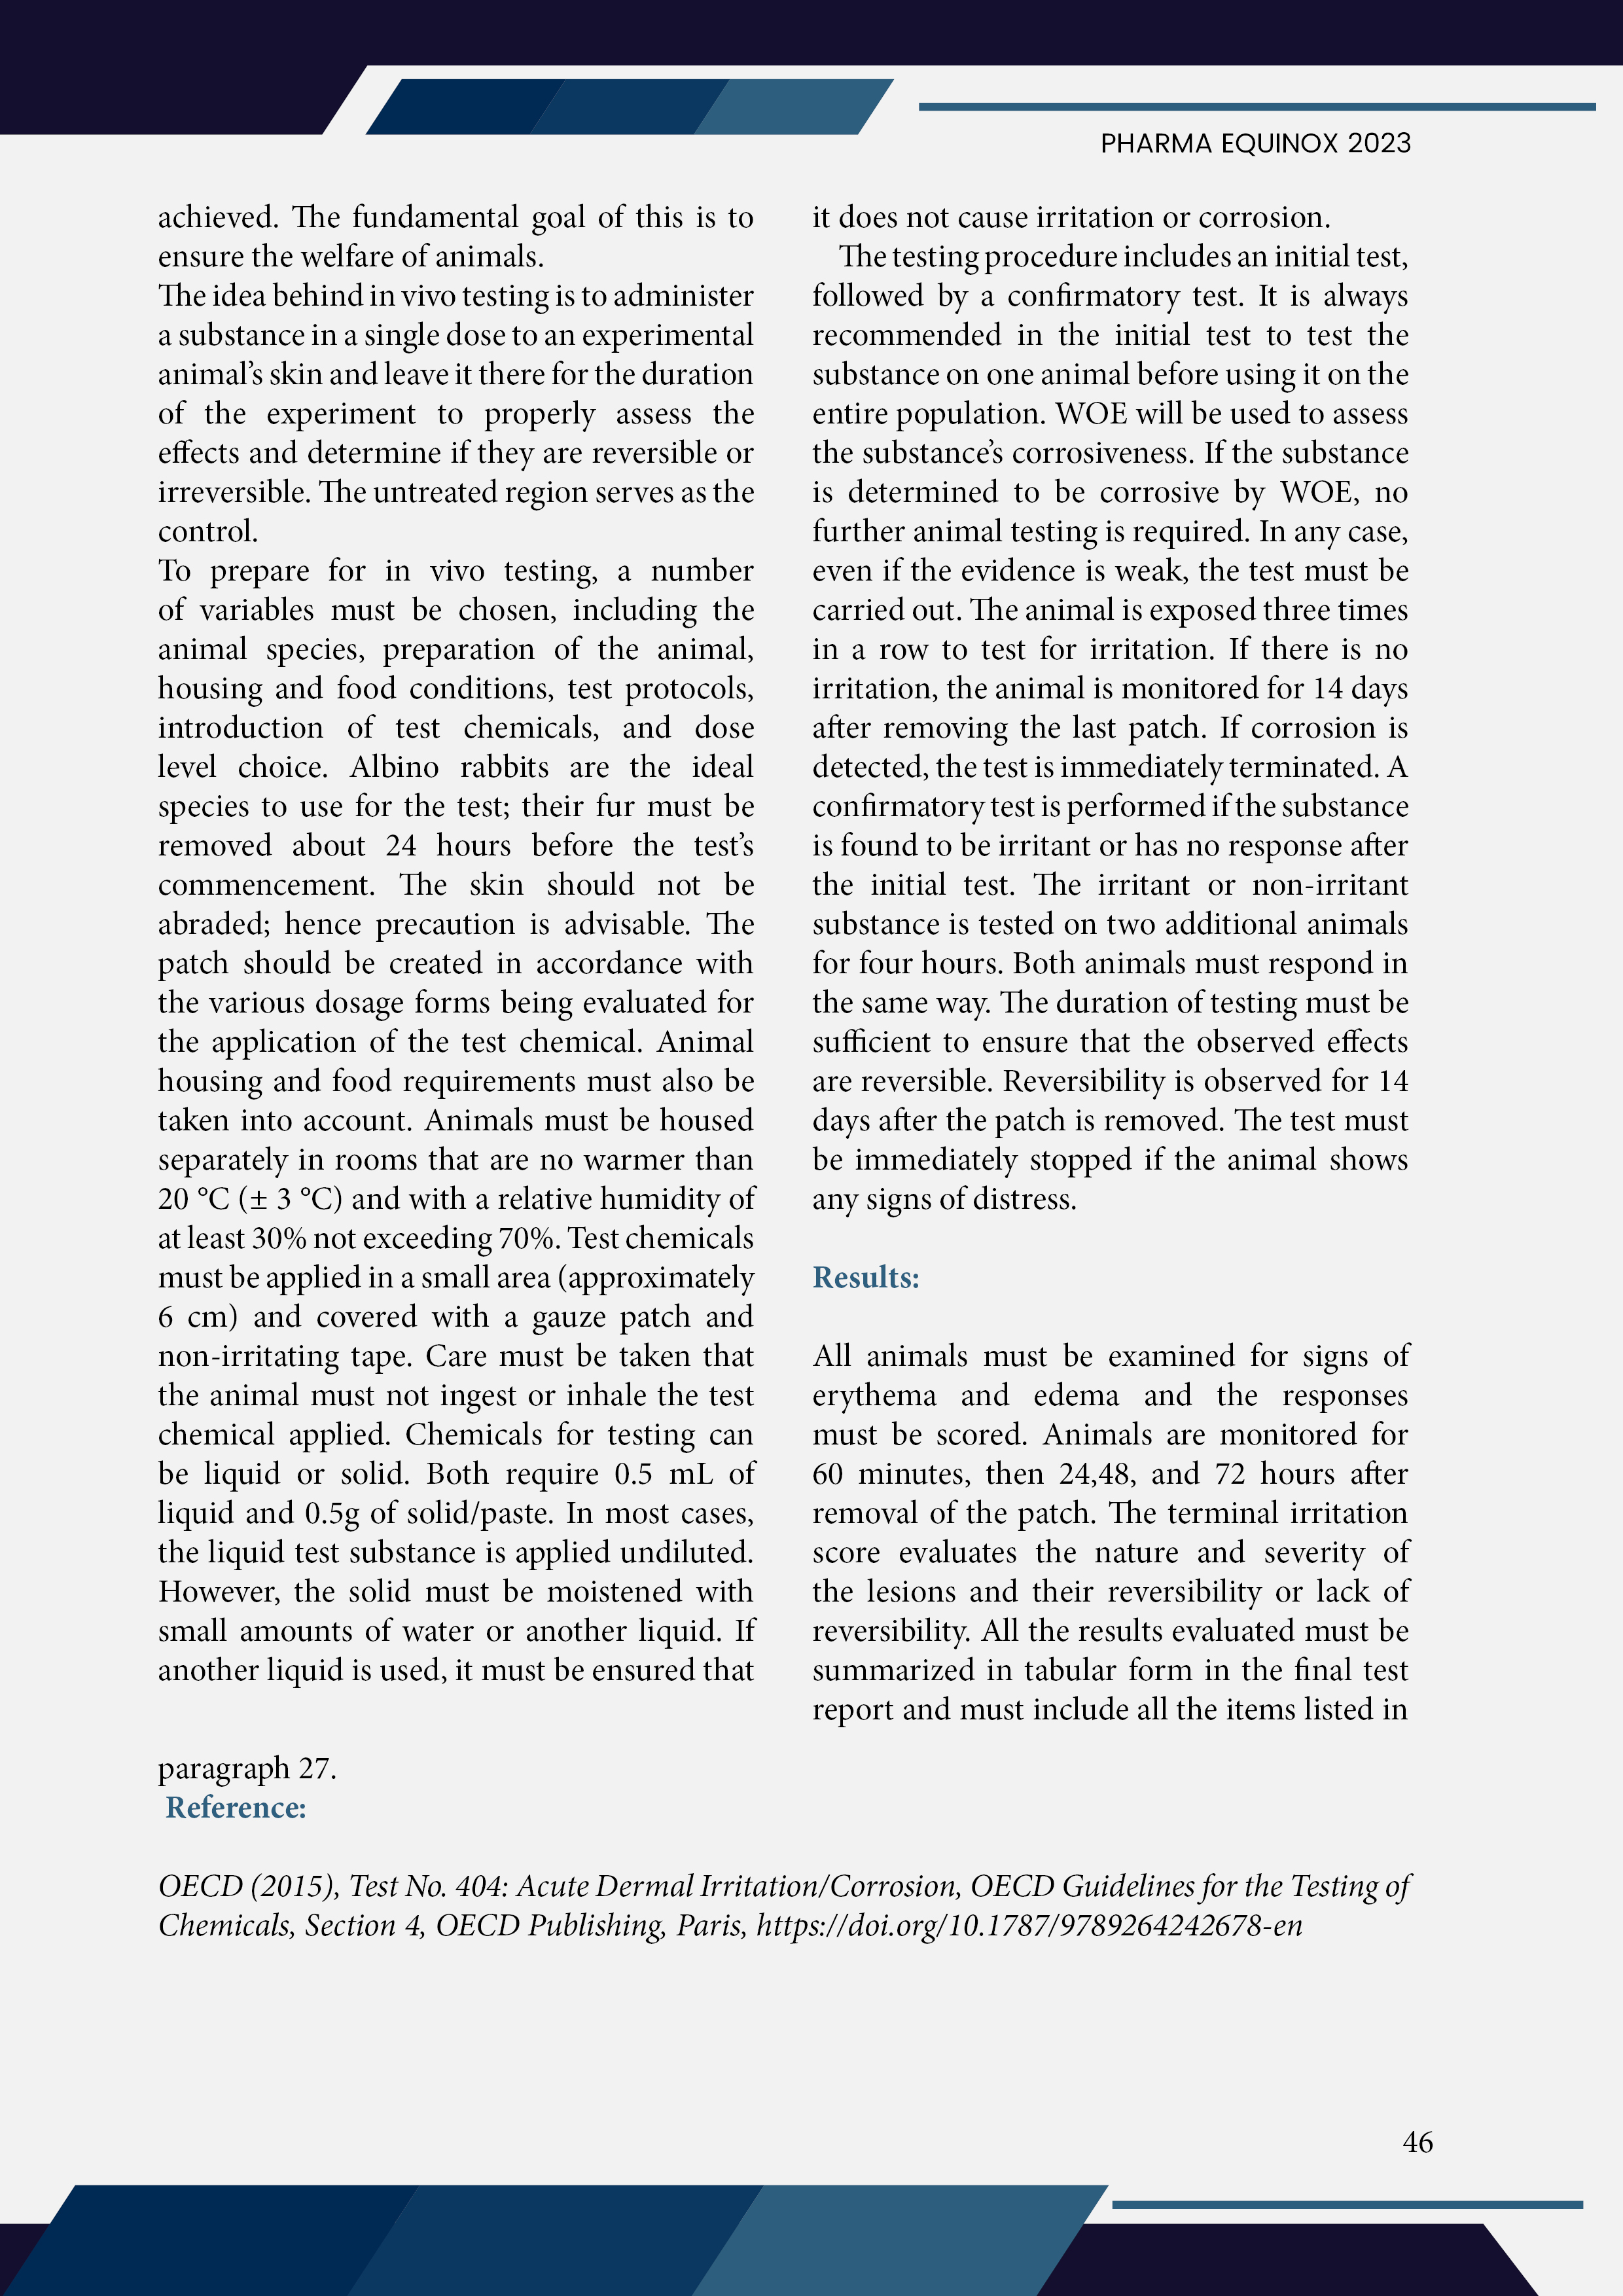 PHARMA EQUINOX 2023
achieved. The fundamental goal of this is to
ensure the welfare of animals.
The idea behind in vivo testing is to administer
a substance in a single dose to an experimental
animal’s skin and leave it there for the duration
of the experiment to properly assess the
effects and determine if they are reversible or
irreversible. The untreated region serves as the
control.
To prepare for in vivo testing, a number
of variables must be chosen, including the
animal species, preparation of the animal,
housing and food conditions, test protocols,
introduction of test chemicals, and dose
level choice. Albino rabbits are the ideal
species to use for the test; their fur must be
removed about 24 hours before the test’s
commencement. The skin should not be
abraded; hence precaution is advisable. The
patch should be created in accordance with
the various dosage forms being evaluated for
the application of the test chemical. Animal
housing and food requirements must also be
taken into account. Animals must be housed
separately in rooms that are no warmer than
20 °C (± 3 °C) and with a relative humidity of
at least 30% not exceeding 70%. Test chemicals
must be applied in a small area (approximately
6 cm) and covered with a gauze patch and
non-irritating tape. Care must be taken that
the animal must not ingest or inhale the test
chemical applied. Chemicals for testing can
be liquid or solid. Both require 0.5 mL of
liquid and 0.5g of solid/paste. In most cases,
the liquid test substance is applied undiluted.
However, the solid must be moistened with
small amounts of water or another liquid. If
another liquid is used, it must be ensured that
it does not cause irritation or corrosion.
The testing procedure includes an initial test,
followed by a confirmatory test. It is always
recommended in the initial test to test the
substance on one animal before using it on the
entire population. WOE will be used to assess
the substance’s corrosiveness. If the substance
is determined to be corrosive by WOE, no
further animal testing is required. In any case,
even if the evidence is weak, the test must be
carried out. The animal is exposed three times
in a row to test for irritation. If there is no
irritation, the animal is monitored for 14 days
after removing the last patch. If corrosion is
detected, the test is immediately terminated. A
confirmatory test is performed if the substance
is found to be irritant or has no response after
the initial test. The irritant or non-irritant
substance is tested on two additional animals
for four hours. Both animals must respond in
the same way. The duration of testing must be
sufficient to ensure that the observed effects
are reversible. Reversibility is observed for 14
days after the patch is removed. The test must
be immediately stopped if the animal shows
any signs of distress.
Results:
All animals must be examined for signs of
erythema and edema and the responses
must be scored. Animals are monitored for
60 minutes, then 24,48, and 72 hours after
removal of the patch. The terminal irritation
score evaluates the nature and severity of
the lesions and their reversibility or lack of
reversibility. All the results evaluated must be
summarized in tabular form in the final test
report and must include all the items listed in
paragraph 27.
Reference:
OECD (2015), Test No. 404: Acute Dermal Irritation/Corrosion, OECD Guidelines for the Testing of
Chemicals, Section 4, OECD Publishing, Paris, https://doi.org/10.1787/9789264242678-en
46